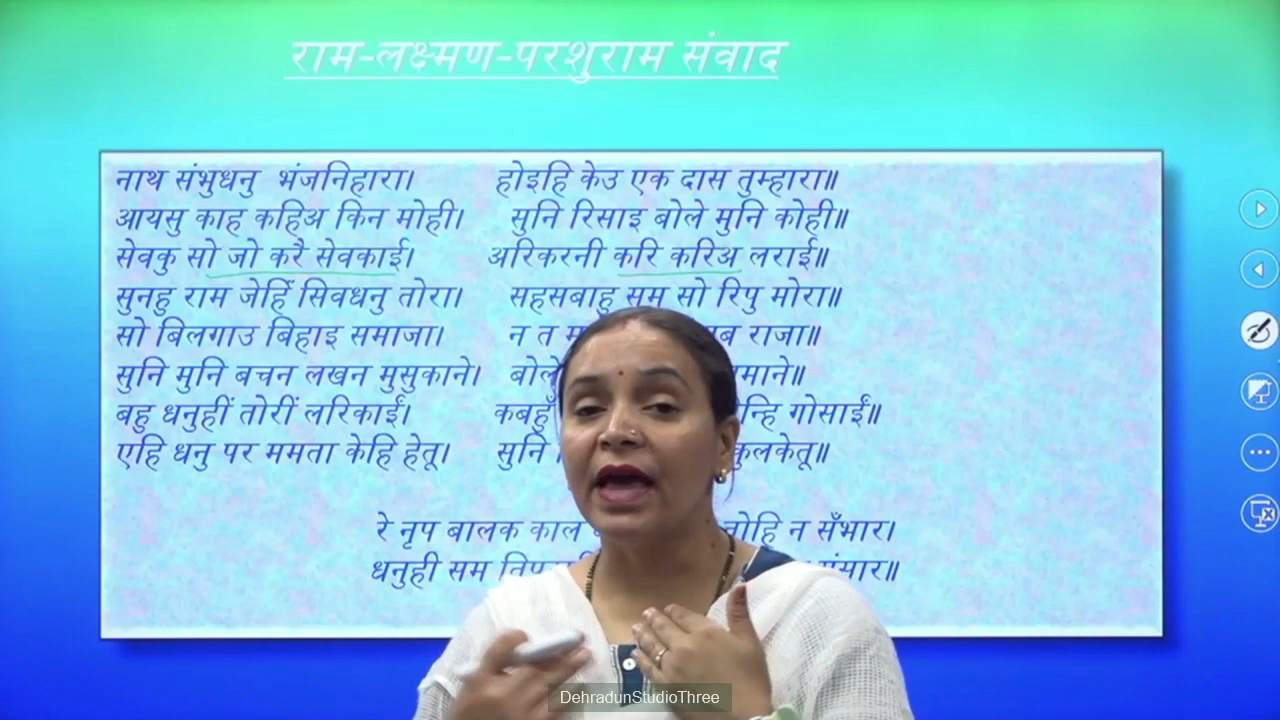 राम-लक्ष्मण-परशुराम संवाद
नाथ संभुधनु भंजनिहारा। होइहि केउ एक दास तुम्हारा॥
आयसु काह कहिअ किन मोही। सुनि रिसाइ बोले मुनि कोही॥
सेवकु सो जो करै सेवकाई। अरिकरनी करि करिअ लराई॥
सुनहु राम जेहिं सिवधनु तोरा। सहसबाहु सम सो रिपु मोरा॥
सो बिलगाउ बिहाइ समाजा। न त राजा॥
सुनि मुनि बचन लखन मुसुकाने।
बहु धनुहीं तोरीं लरिकाईं। कबहुँ गोसाईं॥
एहि धनु पर ममता केहि हेतू। सुनि कुलकेतू॥
रे नृप बालक काल तोहि न सँभार।
धनुही सम संसार॥
DehradunStudioThree